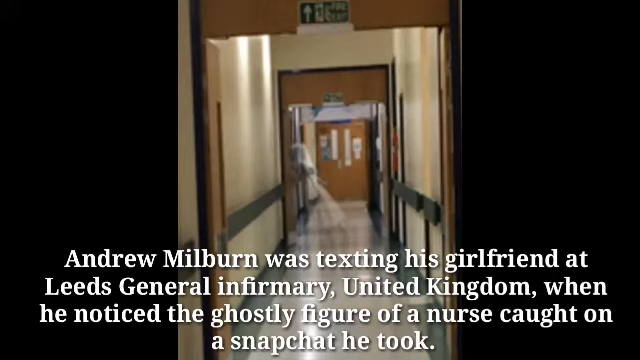 Andrew Milburn was texting his girlfriend at
Leeds General infirmary, United Kingdom, when
he noticed the ghostly figure of a nurse caught on
a snapchat he took.